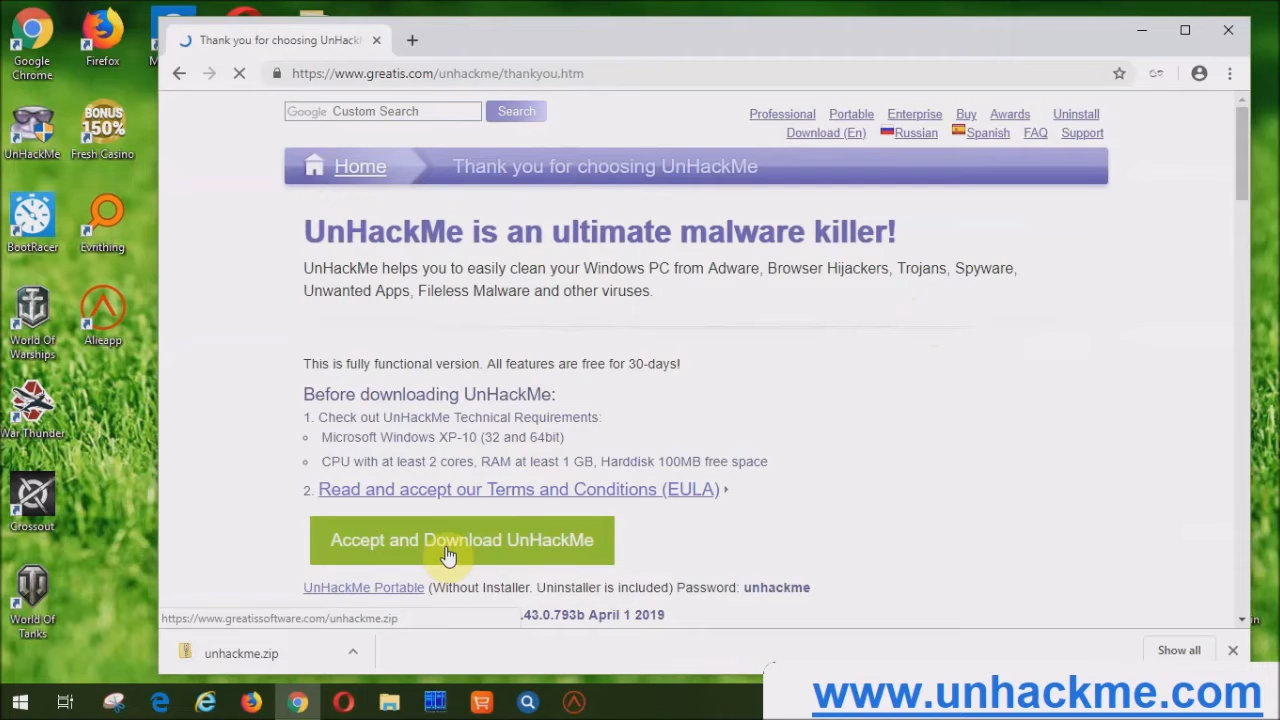 Google
Chrome
Firefox
UnHackMe
BONUS
150%
Fresh Casino
BootRacer
Evrithing
World Of
Warships
Alieapp
War Thunder
Crossout
World Of
Tanks
Thank you for choosing UnHack
https://www.greatis.com/unhackme/thankyou.htm
Google Custom Search
Search
Professional Portable Enterprise Buy Awards Uninstall
Download (En) Russian Spanish FAQ Support
Home Thank you for choosing UnHackMe
UnHackMe is an ultimate malware killer!
UnHackMe helps you to easily clean your Windows PC from Adware, Browser Hijackers, Trojans, Spyware,
Unwanted Apps, Fileless Malware and other viruses.
This is fully functional version. All features are free for 30-days!
Before downloading UnHackMe:
1. Check out UnHackMe Technical Requirements:
Microsoft Windows XP-10 (32 and 64bit)
CPU with at least 2 cores, RAM at least 1 GB, Harddisk 100MB free space
2. Read and accept our Terms and Conditions (EULA)
Accept and Download UnHackMe
UnHackMe Portable (Without Installer. Uninstaller is included) Password: unhackme
https://www.greatissoftware.com/unhackme.zip
.43.0.793b April 1 2019
unhackme.zip
Show all
www.unhackme.com